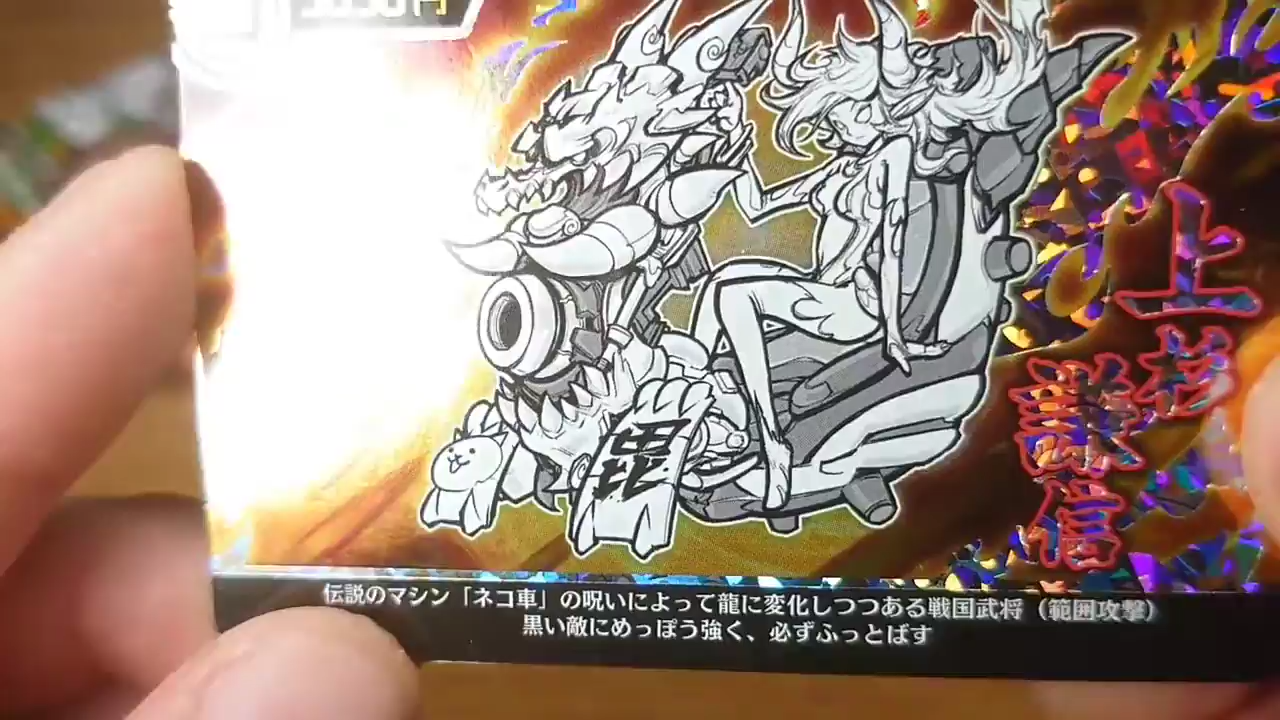 上杉
謙信
毘
伝説のマシン「ネコ車」の呪いによって龍に変化しつつある戦国武将（範囲攻撃）
黒い敵にめっぽう強く、必ずふっとばす